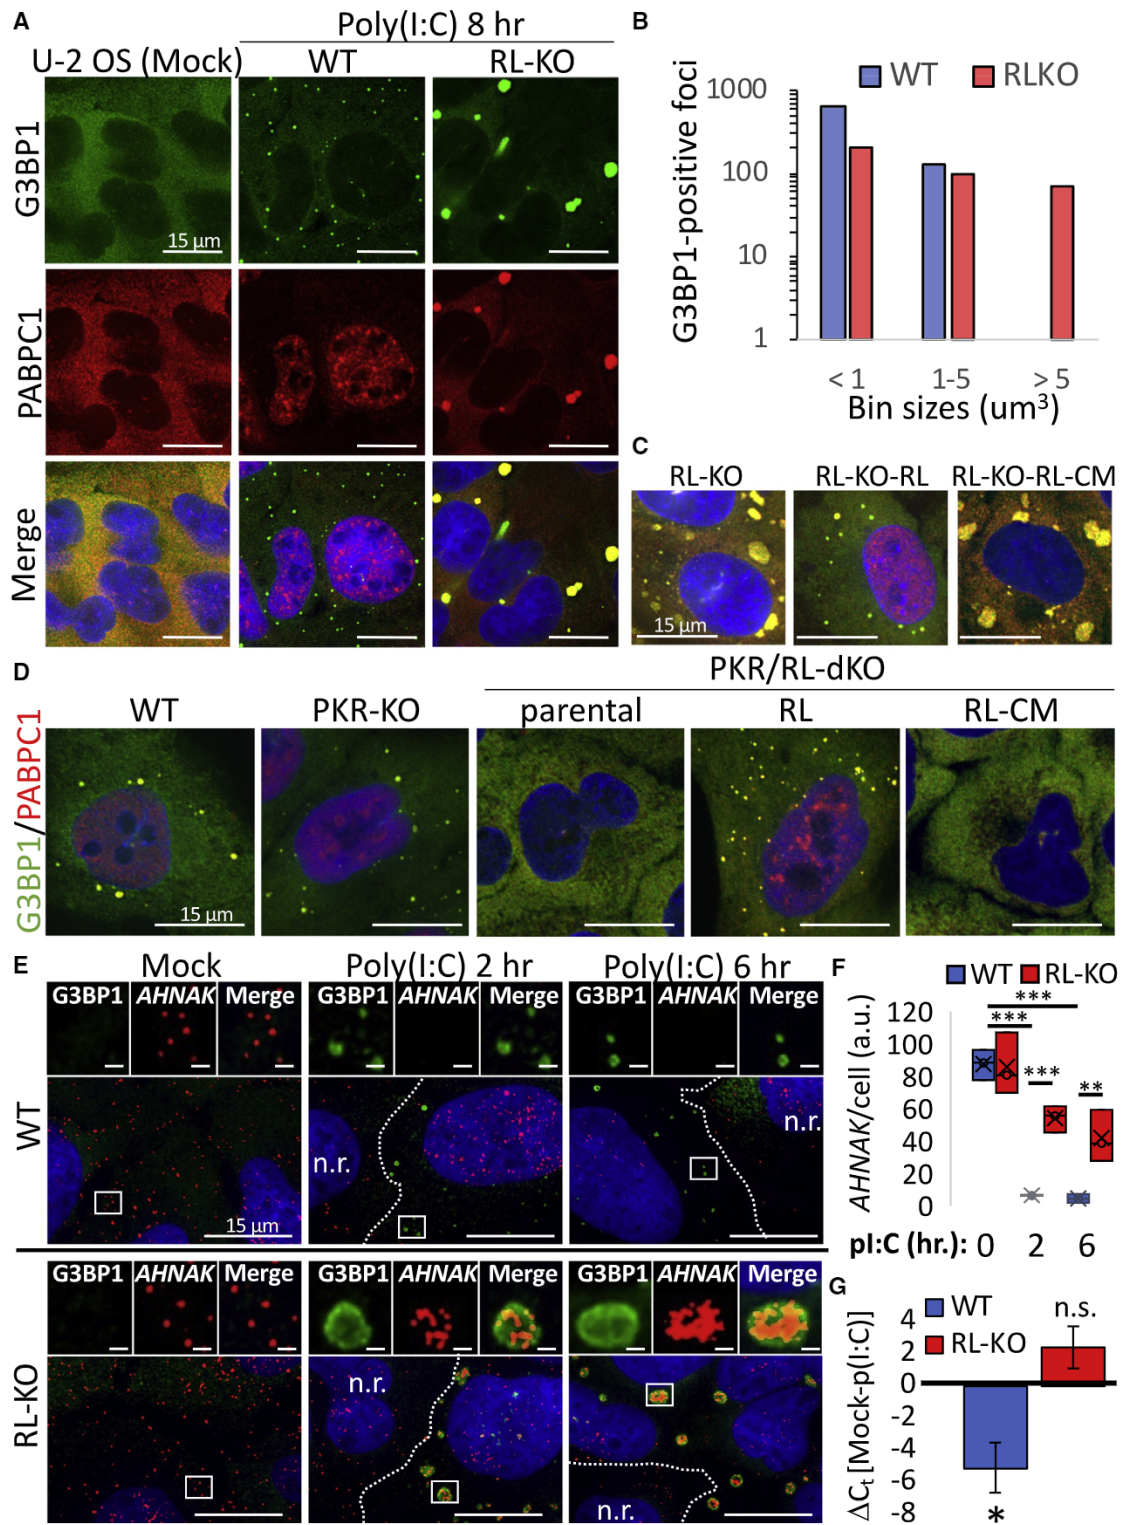 A
Poly(I:C) 8 hr
U-2 OS (Mock)
WT
RL-KO
G3BP1
15 µm
PABPC1
Merge
B
WT
RLKO
G3BP1-positive foci
1000
100
10
1
< 1
1-5
> 5
Bin sizes (um³)
C
RL-KO
RL-KO-RL
RL-KO-RL-CM
15 µm
D
PKR/RL-dKO
WT
PKR-KO
parental
RL
RL-CM
G3BP1/PABPC1
15 µm
E
Mock
Poly(I:C) 2 hr
Poly(I:C) 6 hr
G3BP1 AHNAK Merge
G3BP1 AHNAK Merge
G3BP1 AHNAK Merge
WT
n.r.
n.r.
15 µm
G3BP1 AHNAK Merge
G3BP1 AHNAK Merge
G3BP1 AHNAK Merge
RL-KO
n.r.
n.r.
F
WT
RL-KO
AHNAK/cell (a.u.)
120
100
80
60
40
20
0
***
***
***
**
pI:C (hr.): 0 2 6
G
WT
RL-KO
ΔCt [Mock-p(I:C)]
4
2
0
-2
-4
-6
-8
n.s.
*